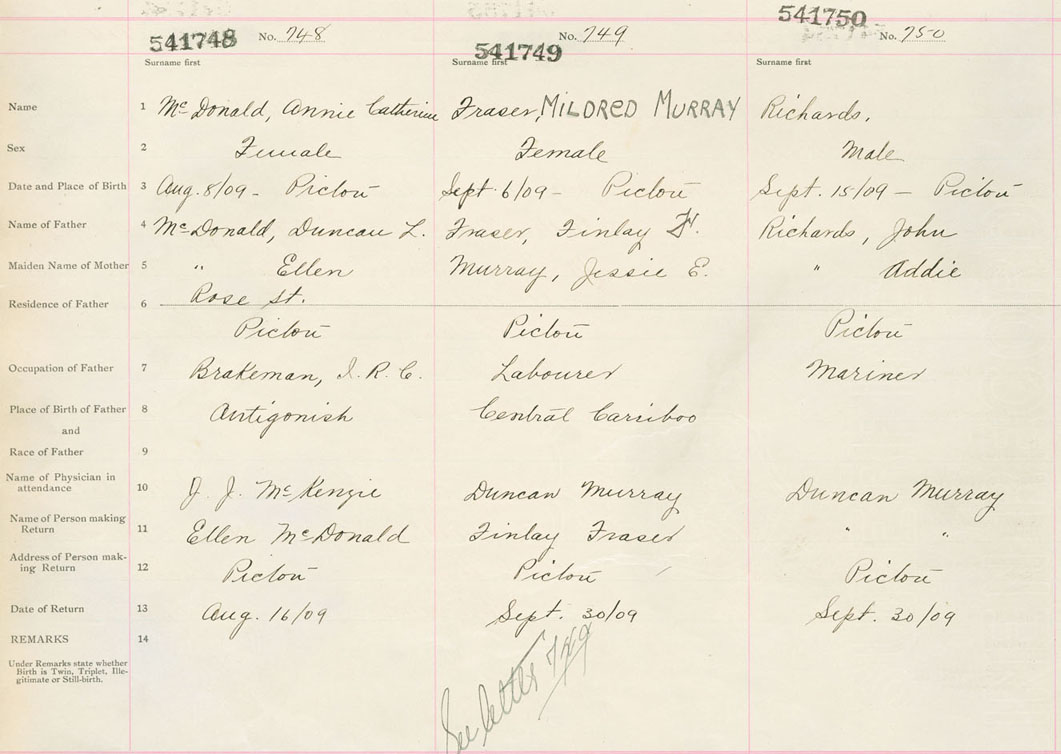 541748 No. 748 541749 No. 749 541750 No. 750
Surname first Surname first Surname first
Name 1 McDonald, Annie Catherine Fraser, MILDRED MURRAY Richards,
Sex 2 Female Female Male
Date and Place of Birth 3 Aug. 8/09 - Pictou Sept 6/09 - Pictou Sept. 15/09 - Pictou
Name of Father 4 McDonald, Duncan L. Fraser, Finlay F. Richards, John
Maiden Name of Mother 5 " Ellen Murray, Jessie E. " Addie
Residence of Father 6 Rose St.
Pictou Pictou Pictou
Occupation of Father 7 Brakeman, I. R. C. Labourer Mariner
Place of Birth of Father 8 Antigonish Central Cariboo
and
Race of Father 9
Name of Physician in
attendance 10 J. J. McKenzie Duncan Murray Duncan Murray
Name of Person making
Return 11 Ellen McDonald Finlay Fraser " "
Address of Person mak-
ing Return 12 Pictou Pictou Pictou
Date of Return 13 Aug. 16/09 Sept. 30/09 Sept. 30/09
REMARKS 14
Under Remarks state whether
Birth is Twin, Triplet, Ille-
gitimate or Still-birth.
See letter 749